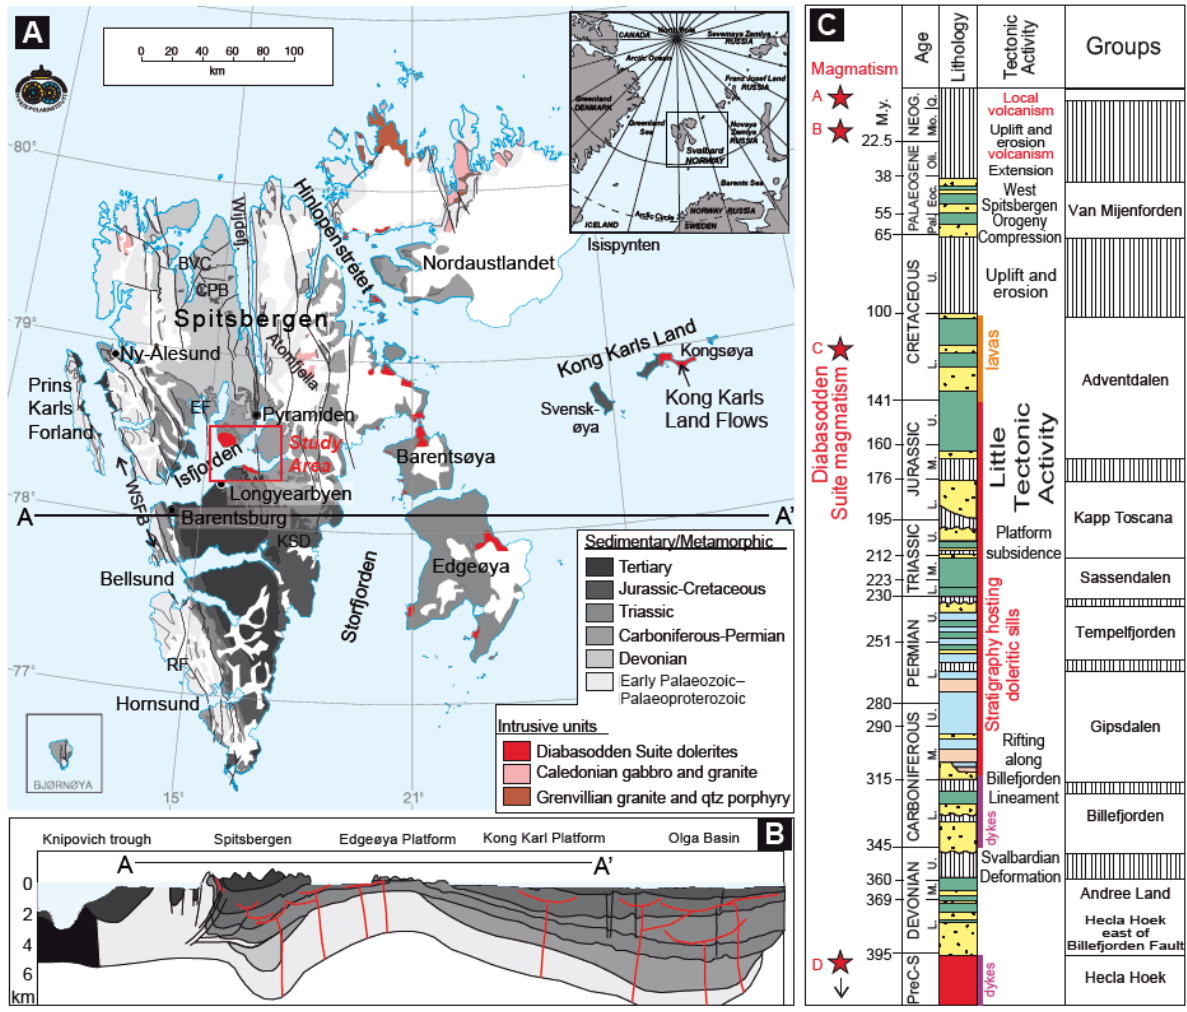 A
0 20 40 60 80 100
km
80°
79°
78°
77°
15°
21°
CANADA
North Pole
Severnaya Zemlya
RUSSIA
Arctic Ocean
Franz Josef Land
RUSSIA
Greenland
DENMARK
Greenland
Sea
Novaya
Zemlya
RUSSIA
Svalbard
NORWAY
Barents Sea
Arctic Circle
NORWAY
RUSSIA
ICELAND
SWEDEN
Hinlopenstretet
Wijdefj.
Isispynten
Nordaustlandet
BVC
CPB
Spitsbergen
Atomfjella
Ny-Ålesund
Prins
Karls
Forland
EF
Pyramiden
Kong Karls Land
Kongsøya
Svensk-
øya
Kong Karls
Land Flows
Study
Area
Isfjorden
Barentsøya
Longyearbyen
WSFB
A
A'
Barentsburg
KSD
Bellsund
Edgeøya
Storfjorden
RF
Hornsund
BJØRNØYA
Sedimentary/Metamorphic
Tertiary
Jurassic-Cretaceous
Triassic
Carboniferous-Permian
Devonian
Early Palaeozoic–
Palaeoproterozoic
Intrusive units
Diabasodden Suite dolerites
Caledonian gabbro and granite
Grenvillian granite and qtz porphyry
B
Knipovich trough
Spitsbergen
Edgeøya Platform
Kong Karl Platform
Olga Basin
A
A'
0
2
4
6
km
C
Magmatism
Age
Lithology
Tectonic
Activity
Groups
A
B
C
D
M.y.
22.5
38
55
65
100
141
160
176
195
212
223
230
251
280
290
315
345
360
369
395
NEOG.
Q.
Mio.
PALAEOGENE
Oli.
Eoc.
Pal.
CRETACEOUS
U.
L.
JURASSIC
U.
M.
L.
TRIASSIC
U.
M.
L.
PERMIAN
U.
L.
CARBONIFEROUS
U.
M.
L.
DEVONIAN
U.
M.
L.
PreC-S
Diabasodden
Suite magmatism
lavas
Stratigraphy hosting
doleritic sills
dykes
dykes
Local
volcanism
Uplift and
erosion
volcanism
Extension
West
Spitsbergen
Orogeny
Compression
Uplift and
erosion
Little
Tectonic
Activity
Platform
subsidence
Rifting
along
Billefjorden
Lineament
Svalbardian
Deformation
Van Mijenforden
Adventdalen
Kapp Toscana
Sassendalen
Tempelfjorden
Gipsdalen
Billefjorden
Andree Land
Hecla Hoek
east of
Billefjorden Fault
Hecla Hoek